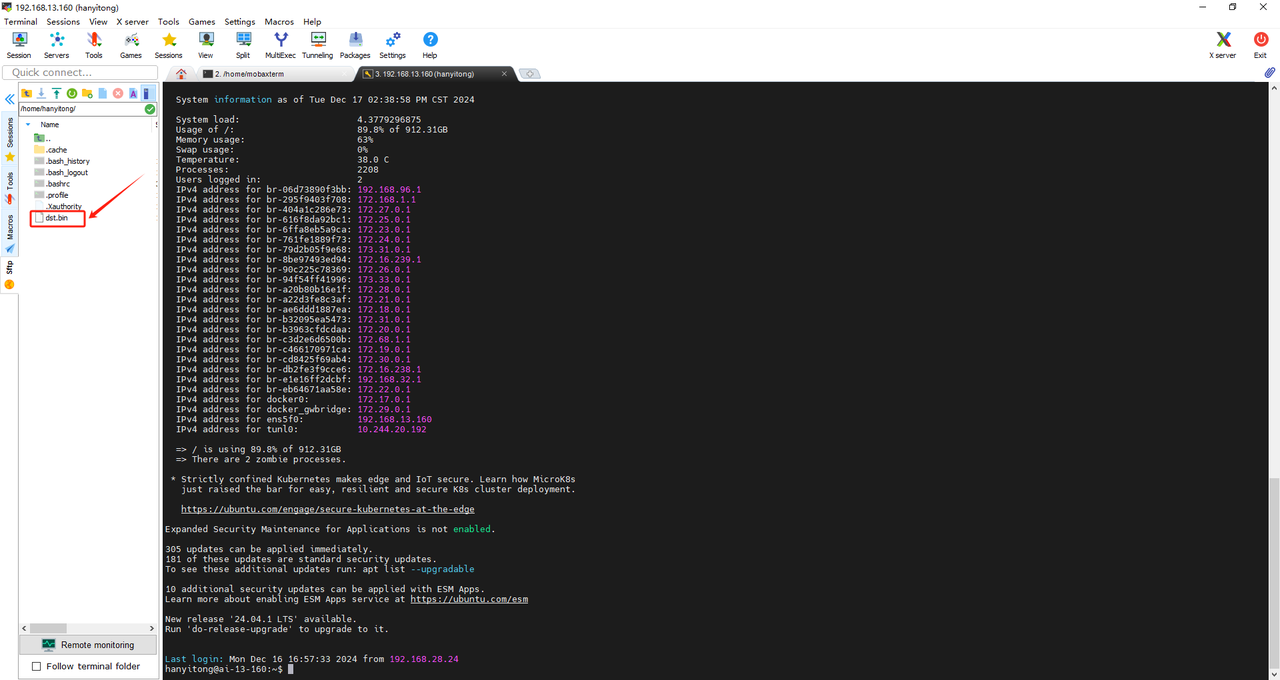 192.168.13.160 (hanyitong)
Terminal Sessions View X server Tools Games Settings Macros Help
Session Servers Tools Games Sessions View Split MultiExec Tunneling Packages Settings Help X server Exit
Quick connect...
2. /home/mobaxterm
3. 192.168.13.160 (hanyitong)
/home/hanyitong/
Name
..
.cache
.bash_history
.bash_logout
.bashrc
.profile
.Xauthority
dst.bin
Sessions
Tools
Macros
Sftp
Remote monitoring
Follow terminal folder
System information as of Tue Dec 17 02:38:58 PM CST 2024
System load: 4.3779296875
Usage of /: 89.8% of 912.31GB
Memory usage: 63%
Swap usage: 0%
Temperature: 38.0 C
Processes: 2208
Users logged in: 2
IPv4 address for br-06d73890f3bb: 192.168.96.1
IPv4 address for br-295f9403f708: 172.168.1.1
IPv4 address for br-404a1c286e73: 172.27.0.1
IPv4 address for br-616f8da92bc1: 172.25.0.1
IPv4 address for br-6ffa8eb5a9ca: 172.23.0.1
IPv4 address for br-761fe1889f73: 172.24.0.1
IPv4 address for br-79d2b05f9e68: 173.31.0.1
IPv4 address for br-8be97493ed94: 172.16.239.1
IPv4 address for br-90c225c78369: 172.26.0.1
IPv4 address for br-94f54ff41996: 173.33.0.1
IPv4 address for br-a20b80b16e1f: 172.28.0.1
IPv4 address for br-a22d3fe8c3af: 172.21.0.1
IPv4 address for br-ae6ddd1887ea: 172.18.0.1
IPv4 address for br-b32095ea5473: 172.31.0.1
IPv4 address for br-b3963cfdcdaa: 172.20.0.1
IPv4 address for br-c3d2e6d6500b: 172.68.1.1
IPv4 address for br-c466170971ca: 172.19.0.1
IPv4 address for br-cd8425f69ab4: 172.30.0.1
IPv4 address for br-db2fe3f9cce6: 172.16.238.1
IPv4 address for br-e1e16ff2dcbf: 192.168.32.1
IPv4 address for br-eb64671aa58e: 172.22.0.1
IPv4 address for docker0: 172.17.0.1
IPv4 address for docker_gwbridge: 172.29.0.1
IPv4 address for ens5f0: 192.168.13.160
IPv4 address for tunl0: 10.244.20.192
=> / is using 89.8% of 912.31GB
=> There are 2 zombie processes.
* Strictly confined Kubernetes makes edge and IoT secure. Learn how MicroK8s
just raised the bar for easy, resilient and secure K8s cluster deployment.
https://ubuntu.com/engage/secure-kubernetes-at-the-edge
Expanded Security Maintenance for Applications is not enabled.
305 updates can be applied immediately.
181 of these updates are standard security updates.
To see these additional updates run: apt list --upgradable
10 additional security updates can be applied with ESM Apps.
Learn more about enabling ESM Apps service at https://ubuntu.com/esm
New release '24.04.1 LTS' available.
Run 'do-release-upgrade' to upgrade to it.
Last login: Mon Dec 16 16:57:33 2024 from 192.168.28.24
hanyitong@ai-13-160:~$